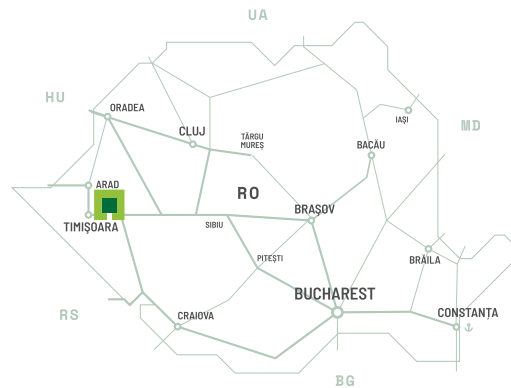 UA
HU
ORADEA
CLUJ
TÂRGU
MUREȘ
IAȘI
MD
BACĂU
ARAD
RO
BRAȘOV
TIMIȘOARA
SIBIU
PITEȘTI
BRĂILA
BUCHAREST
RS
CRAIOVA
CONSTANȚA
BG